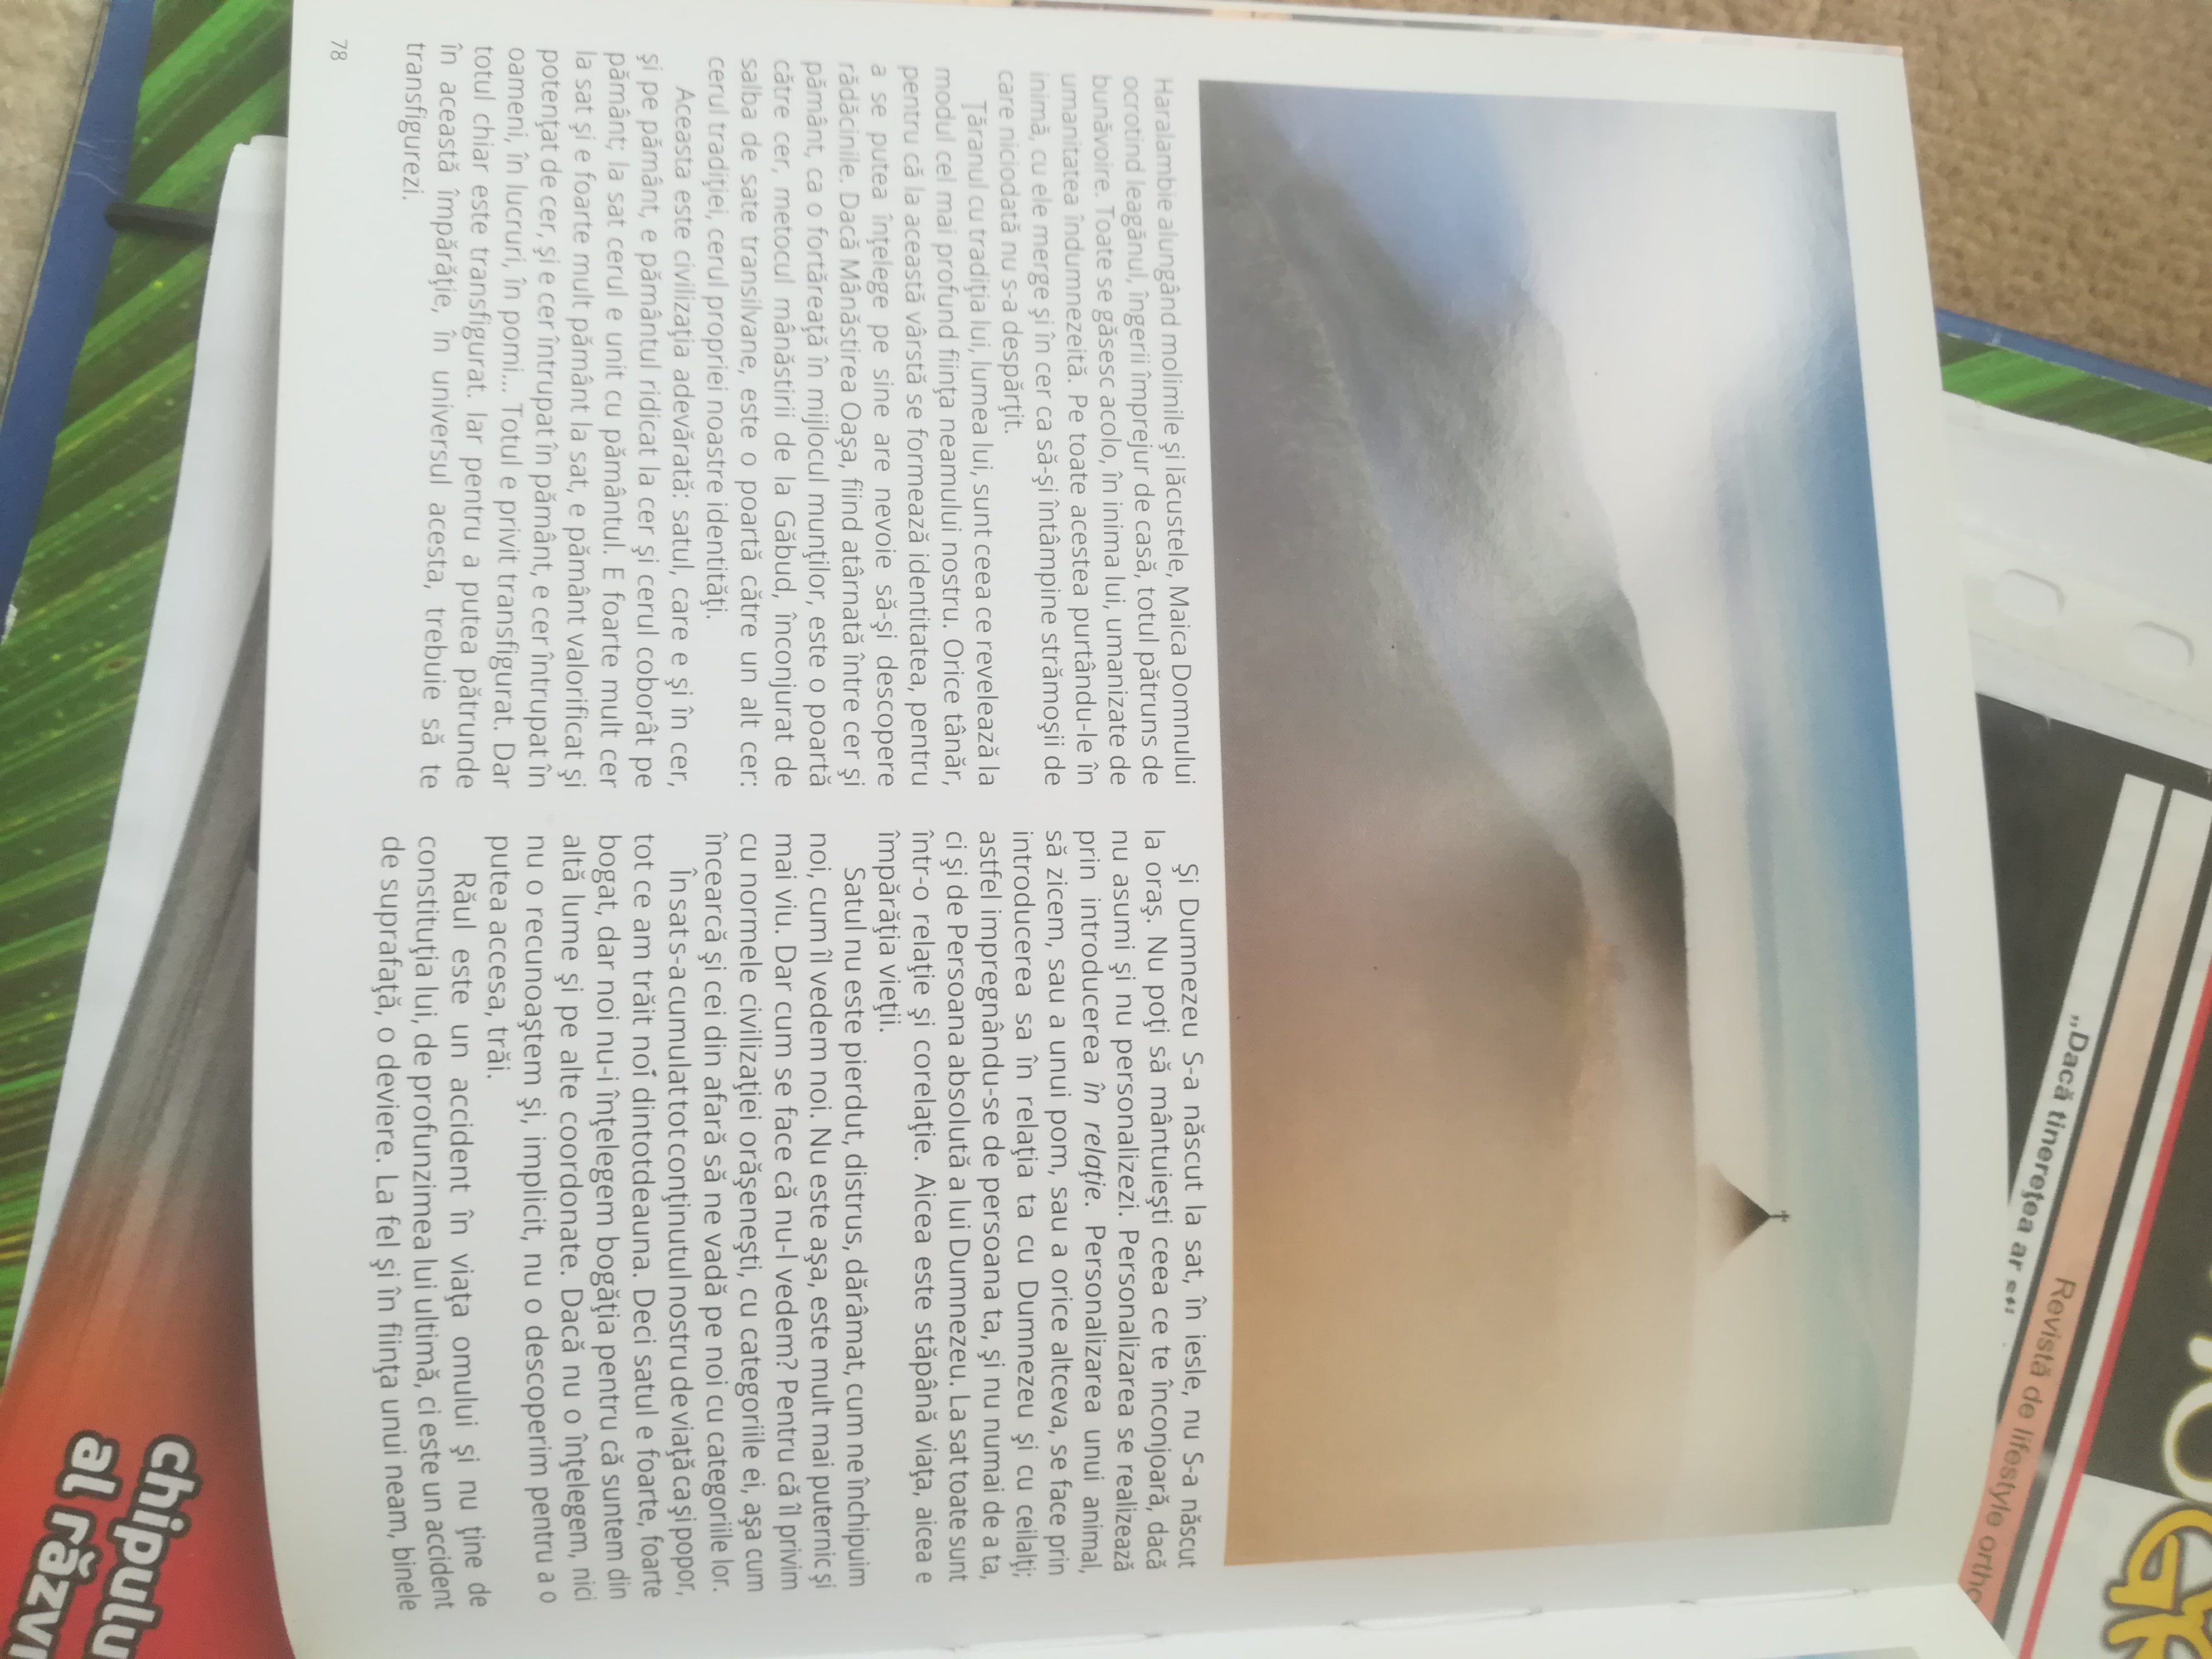 GR
Revistă de lifestyle ortho
„Dacă tinereţea ar
Haralambie alungând molimile şi lăcustele, Maica Domnului
ocrotind leagănul, îngerii împrejur de casă, totul pătruns de
bunăvoire. Toate se găsesc acolo, în inima lui, umanizate de
umanitatea îndumnezeită. Pe toate acestea purtându-le în
inimă, cu ele merge şi în cer ca să-şi întâmpine strămoşii de
care niciodată nu s-a despărţit.
Ţăranul cu tradiţia lui, lumea lui, sunt ceea ce revelează la
modul cel mai profund fiinţa neamului nostru. Orice tânăr,
pentru că la această vârstă se formează identitatea, pentru
a se putea înţelege pe sine are nevoie să-şi descopere
rădăcinile. Dacă Mânăstirea Oaşa, fiind atârnată între cer şi
pământ, ca o fortăreaţă în mijlocul munţilor, este o poartă
către cer, metocul mânăstirii de la Găbud, înconjurat de
salba de sate transilvane, este o poartă către un alt cer:
cerul tradiţiei, cerul propriei noastre identităţi.
Aceasta este civilizaţia adevărată: satul, care e şi în cer,
şi pe pământ, e pământul ridicat la cer şi cerul coborât pe
pământ; la sat cerul e unit cu pământul. E foarte mult cer
la sat şi e foarte mult pământ la sat, e pământ valorificat şi
potenţat de cer, şi e cer întrupat în pământ, e cer întrupat în
oameni, în lucruri, în pomi... Totul e privit transfigurat. Dar
totul chiar este transfigurat. Iar pentru a putea pătrunde
în această împărăţie, în universul acesta, trebuie să te
transfigurezi.
Şi Dumnezeu S-a născut la sat, în iesle, nu S-a născut
la oraş. Nu poţi să mântuieşti ceea ce te înconjoară, dacă
nu asumi şi nu personalizezi. Personalizarea se realizează
prin introducerea în relaţie. Personalizarea unui animal,
să zicem, sau a unui pom, sau a orice altceva, se face prin
introducerea sa în relaţia ta cu Dumnezeu şi cu ceilalţi;
astfel impregnându-se de persoana ta, şi nu numai de a ta,
ci şi de Persoana absolută a lui Dumnezeu. La sat toate sunt
într-o relaţie şi corelaţie. Aicea este stăpână viaţa, aicea e
împărăţia vieţii.
Satul nu este pierdut, distrus, dărâmat, cum ne închipuim
noi, cum îl vedem noi. Nu este aşa, este mult mai puternic şi
mai viu. Dar cum se face că nu-l vedem? Pentru că îl privim
cu normele civilizaţiei orăşeneşti, cu categoriile ei, aşa cum
încearcă şi cei din afară să ne vadă pe noi cu categoriile lor.
În sat s-a cumulat tot conţinutul nostru de viaţă ca şi popor,
tot ce am trăit noi dintotdeauna. Deci satul e foarte, foarte
bogat, dar noi nu-i înţelegem bogăţia pentru că suntem din
altă lume şi pe alte coordonate. Dacă nu o înţelegem, nici
nu o recunoaştem şi, implicit, nu o descoperim pentru a o
putea accesa, trăi.
Răul este un accident în viaţa omului şi nu ţine de
constituţia lui, de profunzimea lui ultimă, ci este un accident
de suprafaţă, o deviere. La fel şi în fiinţa unui neam, binele
78
chipulu
al răzvr